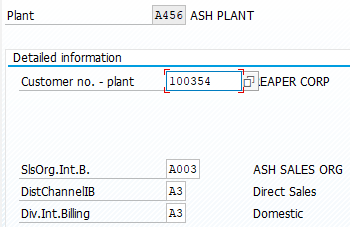 Plant A456 ASH PLANT
Detailed information
Customer no. - plant 100354 EAPER CORP
SlsOrg.Int.B. A003 ASH SALES ORG
DistChannelIB A3 Direct Sales
Div.Int.Billing A3 Domestic